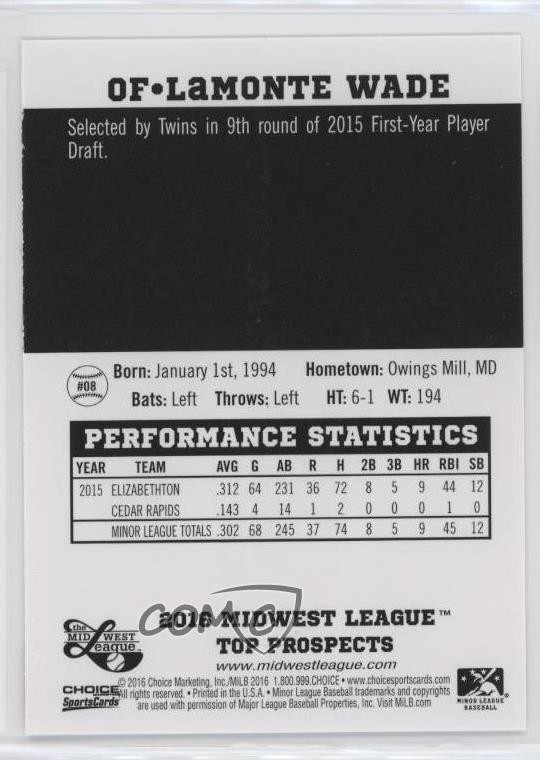 OF•LaMONTE WADE
Selected by Twins in 9th round of 2015 First-Year Player
Draft.
#08
Born: January 1st, 1994 Hometown: Owings Mill, MD
Bats: Left Throws: Left HT: 6-1 WT: 194
PERFORMANCE STATISTICS
YEAR TEAM AVG G AB R H 2B 3B HR RBI SB
2015 ELIZABETHTON .312 64 231 36 72 8 5 9 44 12
CEDAR RAPIDS .143 4 14 1 2 0 0 0 1 0
MINOR LEAGUE TOTALS .302 68 245 37 74 8 5 9 45 12
2016 MIDWEST LEAGUE™
TOP PROSPECTS
www.midwestleague.com
the
MIDWEST
League
COMC
CHOICE
SportsCards
© 2016 Choice Marketing, Inc./MiLB 2016 1.800.999.CHOICE • www.choicesportscards.com
All rights reserved. • Printed in the U.S.A. • Minor League Baseball trademarks and copyrights
are used with permission of Major League Baseball Properties, Inc. Visit MiLB.com
MINOR LEAGUE
BASEBALL